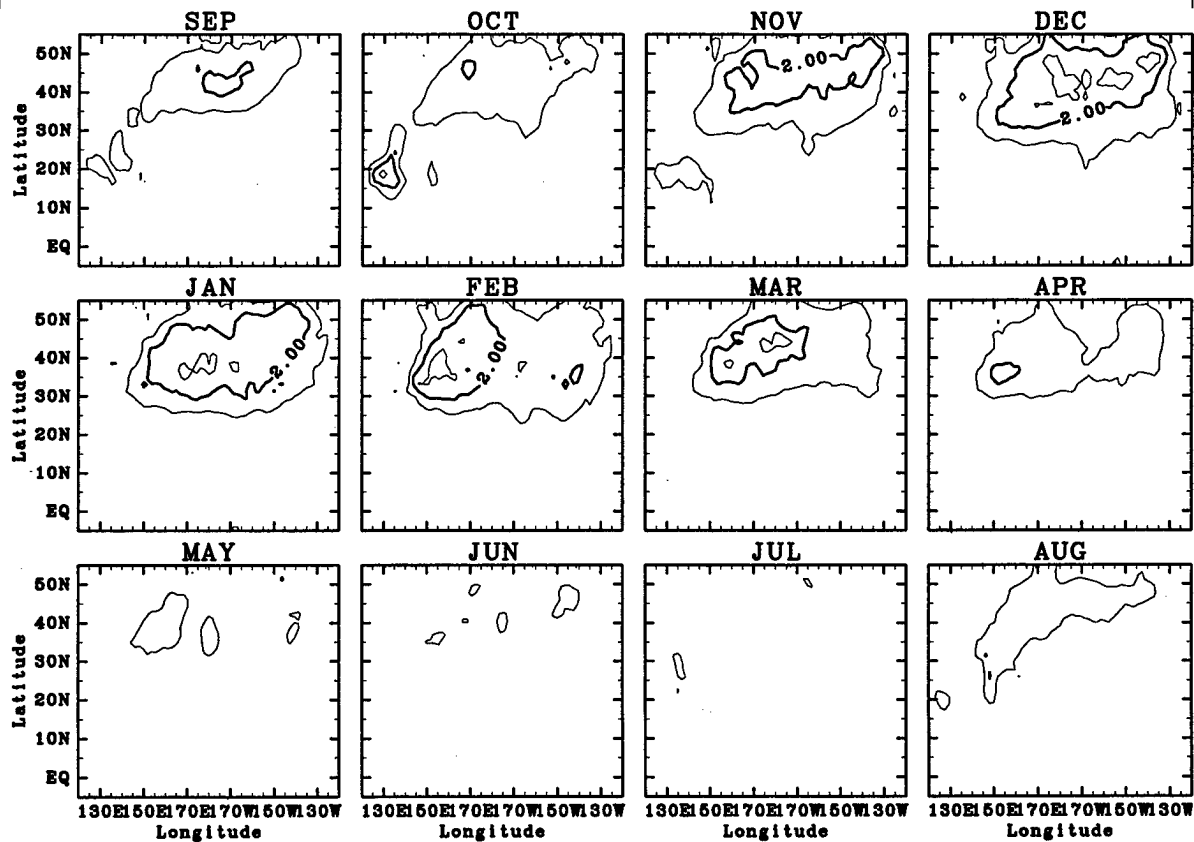 SEP OCT NOV DEC
50N
40N
30N
20N
10N
EQ
Latitude
2.00
2.00
JAN FEB MAR APR
50N
40N
30N
20N
10N
EQ
Latitude
2.00
2.00
MAY JUN JUL AUG
50N
40N
30N
20N
10N
EQ
Latitude
130E150E170E170W150W130W 130E150E170E170W150W130W 130E150E170E170W150W130W 130E150E170E170W150W130W
Longitude Longitude Longitude Longitude